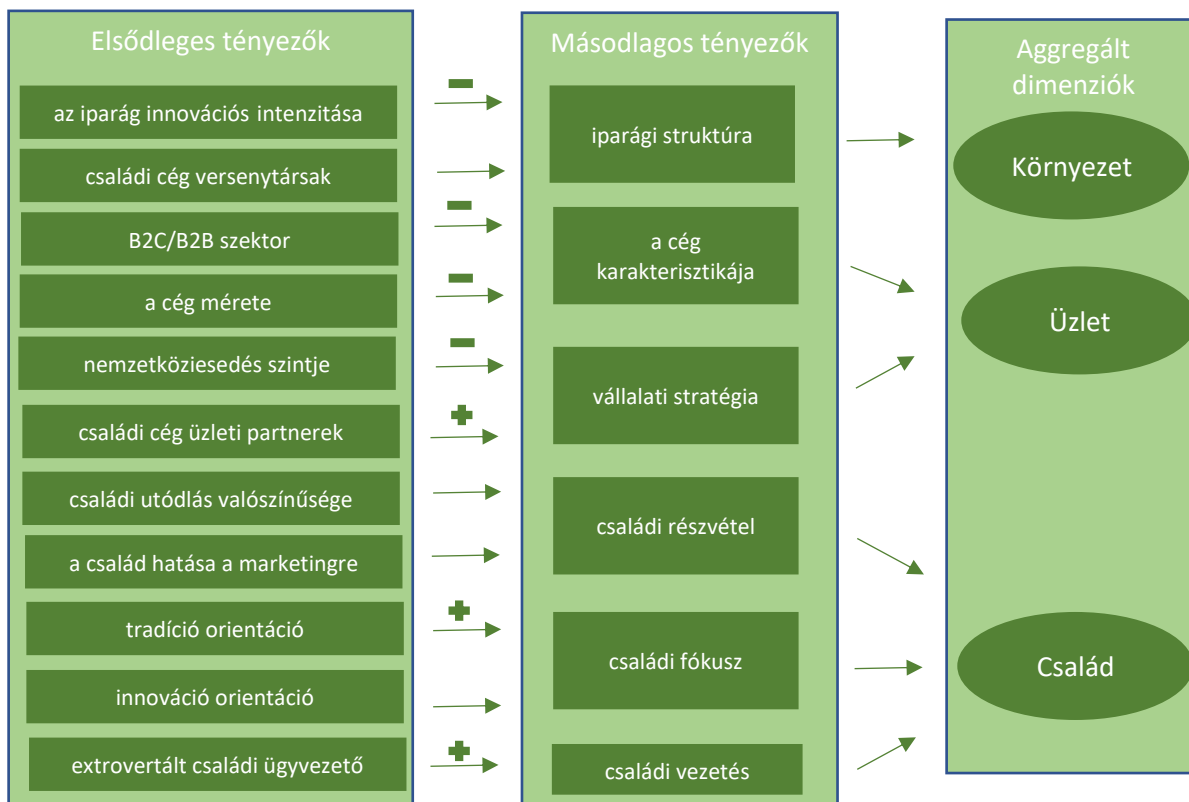 Elsődleges tényezők
az iparág innovációs intenzitása
családi cég versenytársak
B2C/B2B szektor
a cég mérete
nemzetköziesedés szintje
családi cég üzleti partnerek
családi utódlás valószínűsége
a család hatása a marketingre
tradíció orientáció
innováció orientáció
extrovertált családi ügyvezető
–
–
–
–
+
+
+
Másodlagos tényezők
iparági struktúra
a cég
karakterisztikája
vállalati stratégia
családi részvétel
családi fókusz
családi vezetés
Aggregált
dimenziók
Környezet
Üzlet
Család